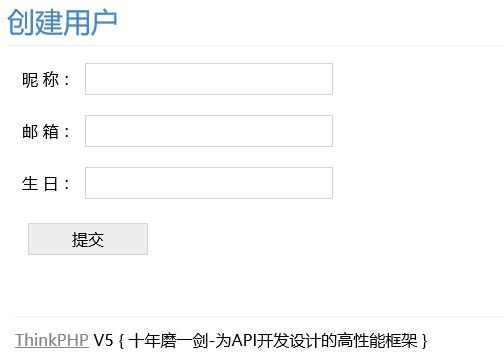 创建用户
昵 称：
邮 箱：
生 日：
提交
ThinkPHP V5 { 十年磨一剑-为API开发设计的高性能框架 }